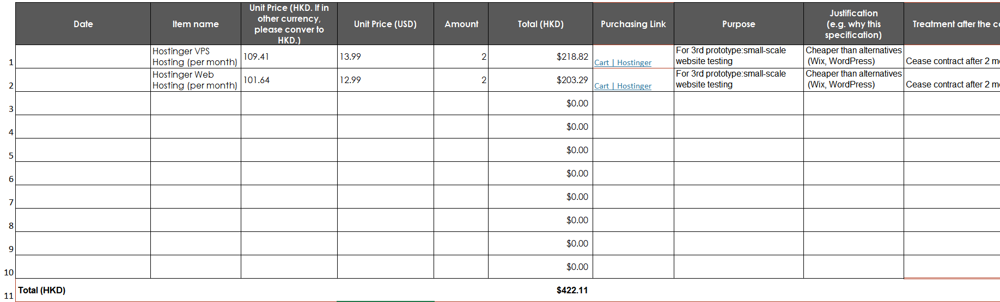 Date
Item name
Unit Price (HKD. If in
other currency,
please conver to
HKD.)
Unit Price (USD)
Amount
Total (HKD)
Purchasing Link
Purpose
Justification
(e.g. why this
specification)
Treatment after the
1
Hostinger VPS
Hosting (per month)
109.41
13.99
2
$218.82
Cart | Hostinger
For 3rd prototype:small-scale
website testing
Cheaper than alternatives
(Wix, WordPress)
Cease contract after 2
2
Hostinger Web
Hosting (per month)
101.64
12.99
2
$203.29
Cart | Hostinger
For 3rd prototype:small-scale
website testing
Cheaper than alternatives
(Wix, WordPress)
Cease contract after 2
3
$0.00
4
$0.00
5
$0.00
6
$0.00
7
$0.00
8
$0.00
9
$0.00
10
$0.00
11
Total (HKD)
$422.11